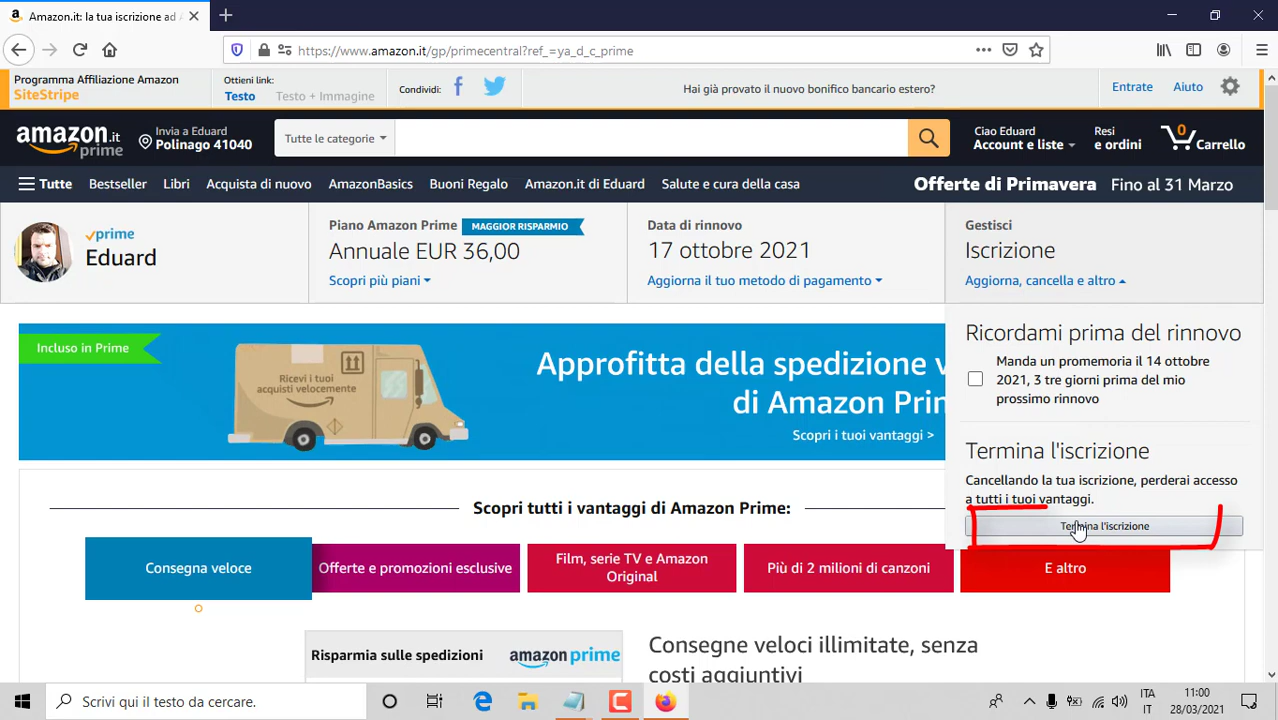 Amazon.it: la tua iscrizione ad A
https://www.amazon.it/gp/primecentral?ref_=ya_d_c_prime
Programma Affiliazione Amazon
SiteStripe
Ottieni link:
Testo
Testo + Immagine
Condividi:
Hai già provato il nuovo bonifico bancario estero?
Entrate
Aiuto
amazon.it
prime
Invia a Eduard
Polinago 41040
Tutte le categorie
Ciao Eduard
Account e liste
Resi
e ordini
0
Carrello
Tutte
Bestseller
Libri
Acquista di nuovo
AmazonBasics
Buoni Regalo
Amazon.it di Eduard
Salute e cura della casa
Offerte di Primavera Fino al 31 Marzo
prime
Eduard
Piano Amazon Prime
MAGGIOR RISPARMIO
Annuale EUR 36,00
Scopri più piani
Data di rinnovo
17 ottobre 2021
Aggiorna il tuo metodo di pagamento
Gestisci
Iscrizione
Aggiorna, cancella e altro
Ricordami prima del rinnovo
Manda un promemoria il 14 ottobre
2021, 3 tre giorni prima del mio
prossimo rinnovo
Termina l'iscrizione
Cancellando la tua iscrizione, perderai accesso
a tutti i tuoi vantaggi.
Termina l'iscrizione
Incluso in Prime
Ricevi i tuoi
acquisti velocemente
Approfitta della spedizione v
di Amazon Prin
Scopri i tuoi vantaggi >
Scopri tutti i vantaggi di Amazon Prime:
Consegna veloce
Offerte e promozioni esclusive
Film, serie TV e Amazon
Original
Più di 2 milioni di canzoni
E altro
Risparmia sulle spedizioni
amazon prime
Consegne veloci illimitate, senza
costi aggiuntivi
Scrivi qui il testo da cercare.
ITA
IT
11:00
28/03/2021